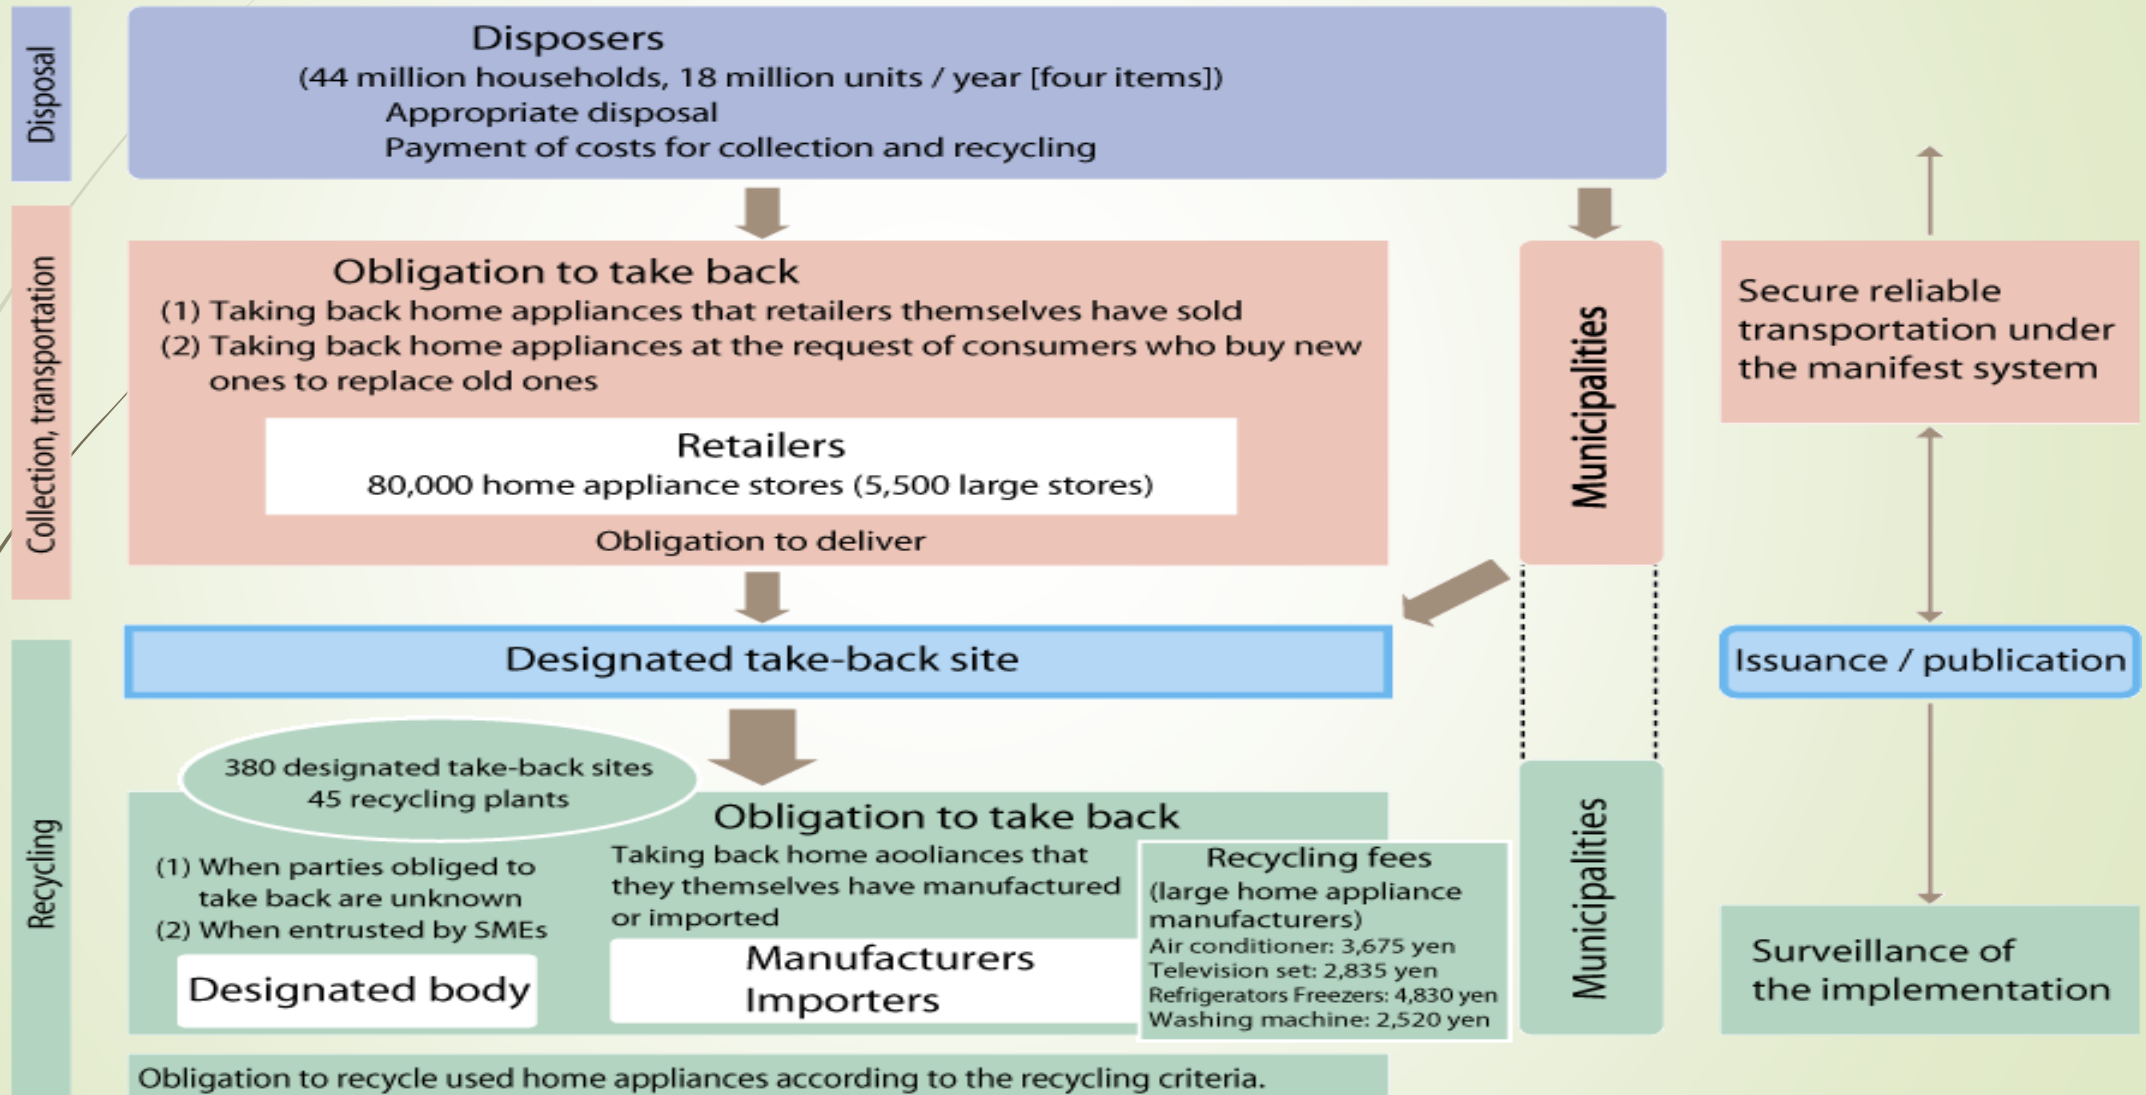 Disposal
Disposers
(44 million households, 18 million units / year [four items])
Appropriate disposal
Payment of costs for collection and recycling
Collection, transportation
Obligation to take back
(1) Taking back home appliances that retailers themselves have sold
(2) Taking back home appliances at the request of consumers who buy new
ones to replace old ones
Retailers
80,000 home appliance stores (5,500 large stores)
Obligation to deliver
Municipalities
Secure reliable
transportation under
the manifest system
Recycling
Designated take-back site
Issuance / publication
380 designated take-back sites
45 recycling plants
(1) When parties obliged to
take back are unknown
(2) When entrusted by SMEs
Designated body
Obligation to take back
Taking back home aooliances that
they themselves have manufactured
or imported
Manufacturers
Importers
Recycling fees
(large home appliance
manufacturers)
Air conditioner: 3,675 yen
Television set: 2,835 yen
Refrigerators Freezers: 4,830 yen
Washing machine: 2,520 yen
Municipalities
Surveillance of
the implementation
Obligation to recycle used home appliances according to the recycling criteria.